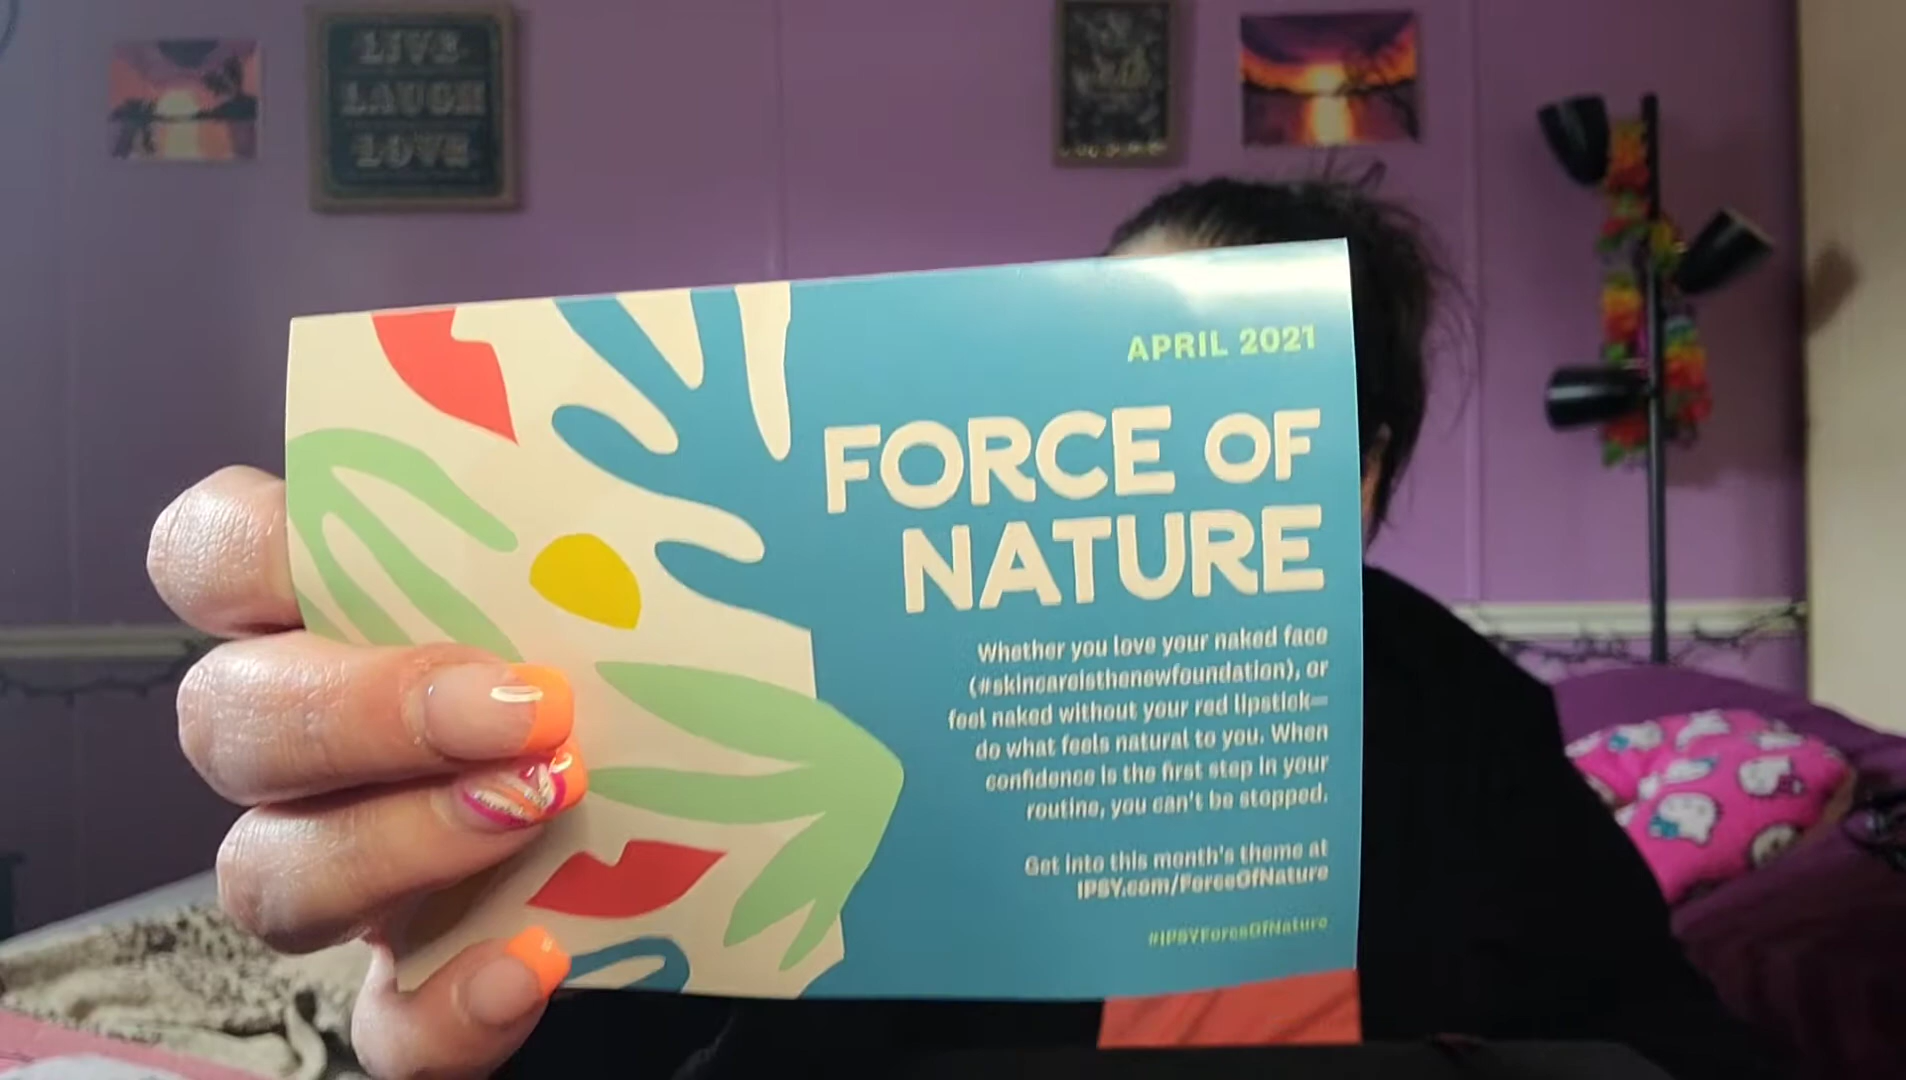 LIVE
LAUGH
LOVE
APRIL 2021
FORCE OF
NATURE
Whether you love your naked face
(#skincareisthenewfoundation), or
feel naked without your red lipstick—
do what feels natural to you. When
confidence is the first step in your
routine, you can't be stopped.
Get into this month's theme at
IPSY.com/ForceOfNature
#IPSYForceOfNature